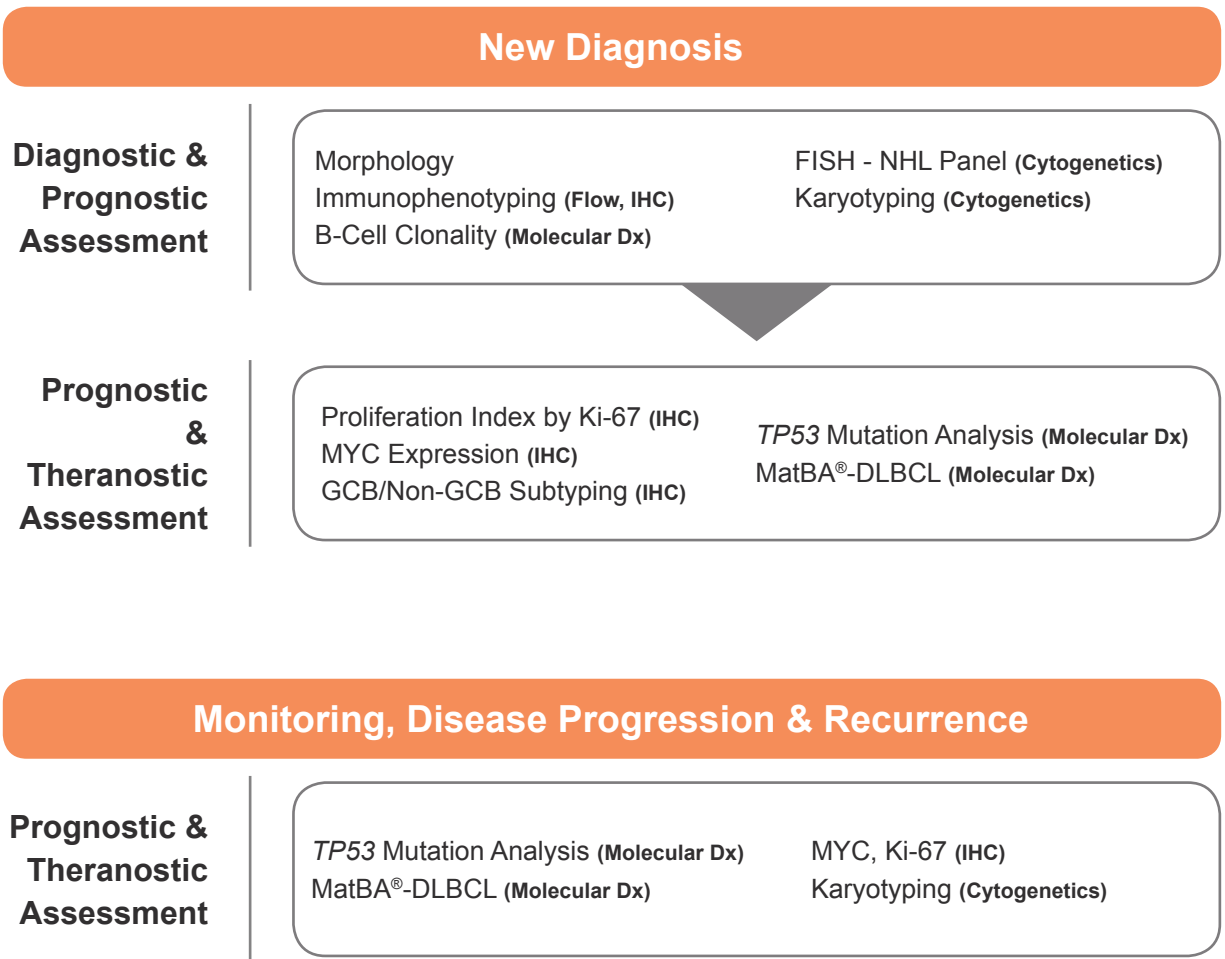 New Diagnosis
Diagnostic &
Prognostic
Assessment
Morphology
Immunophenotyping (Flow, IHC)
B-Cell Clonality (Molecular Dx)
FISH - NHL Panel (Cytogenetics)
Karyotyping (Cytogenetics)
Prognostic
&
Theranostic
Assessment
Proliferation Index by Ki-67 (IHC)
MYC Expression (IHC)
GCB/Non-GCB Subtyping (IHC)
TP53 Mutation Analysis (Molecular Dx)
MatBA®-DLBCL (Molecular Dx)
Monitoring, Disease Progression & Recurrence
Prognostic &
Theranostic
Assessment
TP53 Mutation Analysis (Molecular Dx)
MatBA®-DLBCL (Molecular Dx)
MYC, Ki-67 (IHC)
Karyotyping (Cytogenetics)